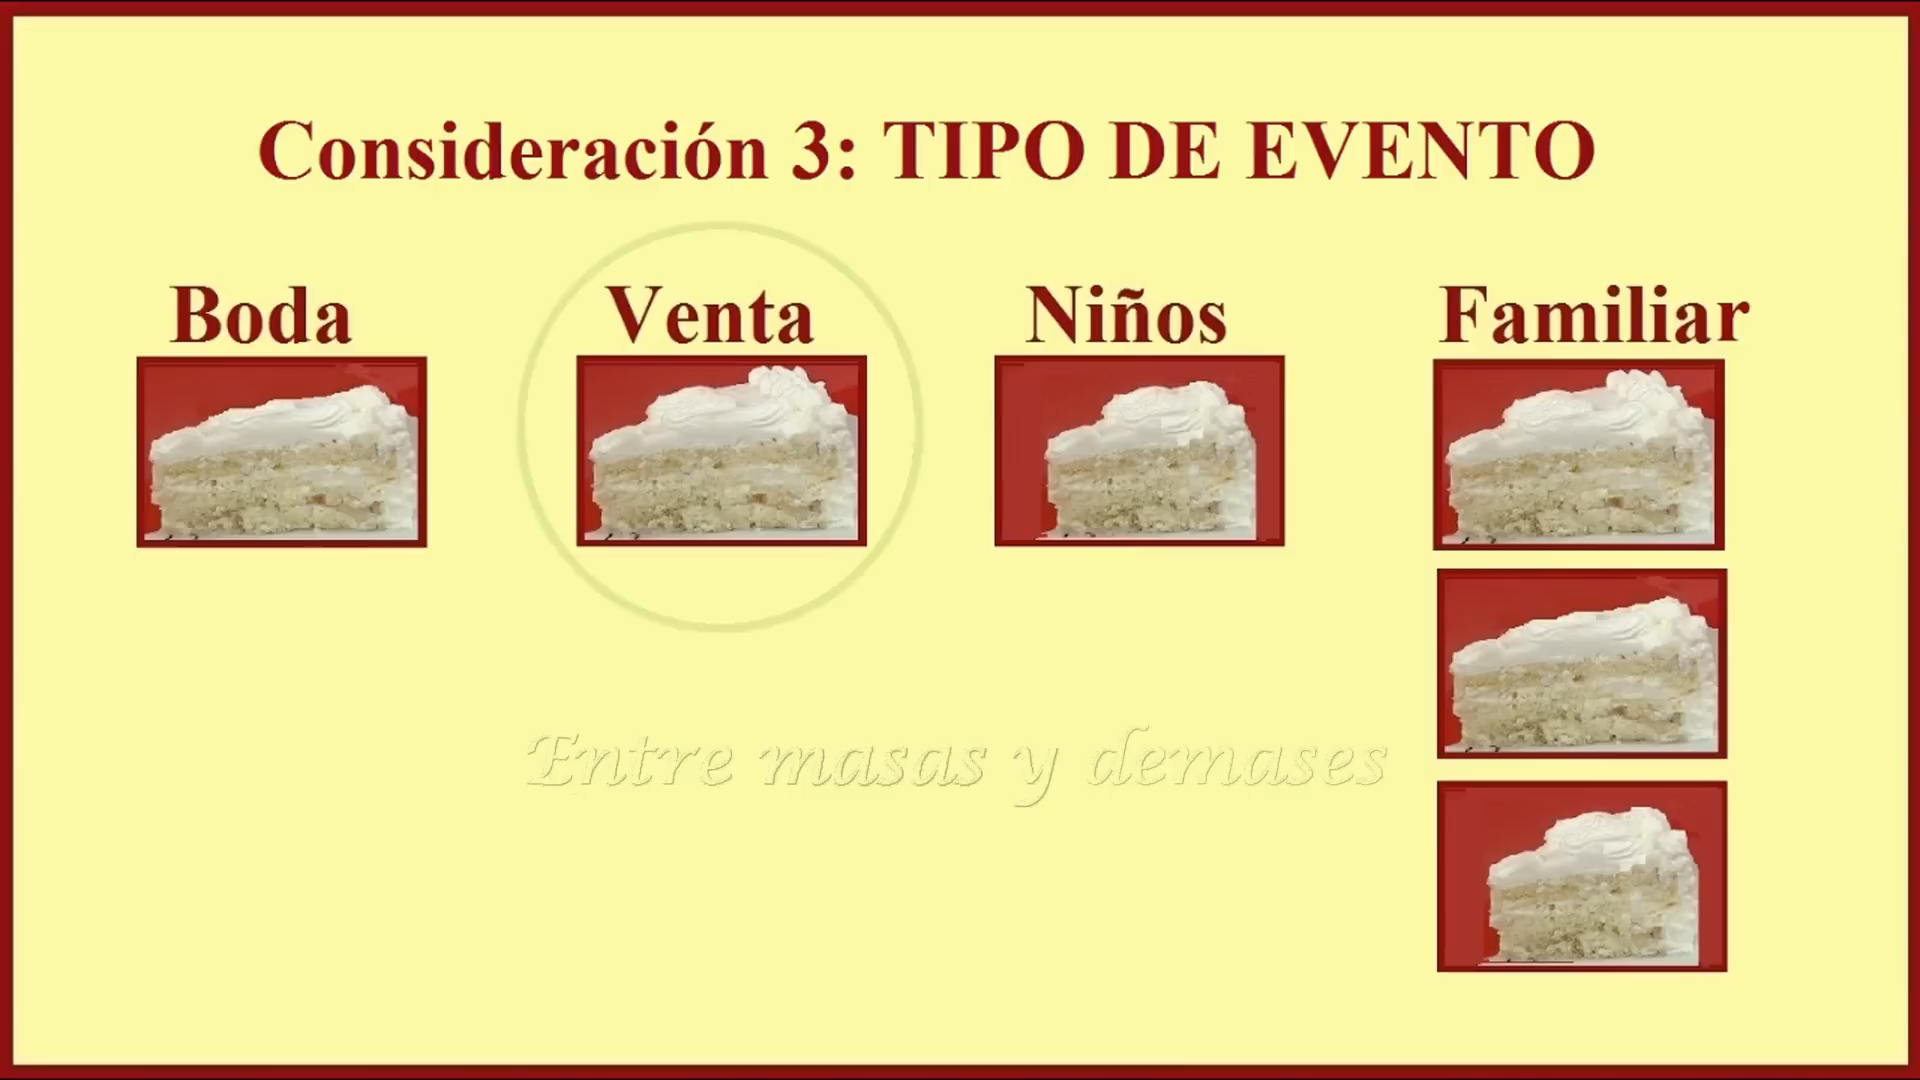 Consideración 3: TIPO DE EVENTO
Boda Venta Niños Familiar
Entre masas y demases